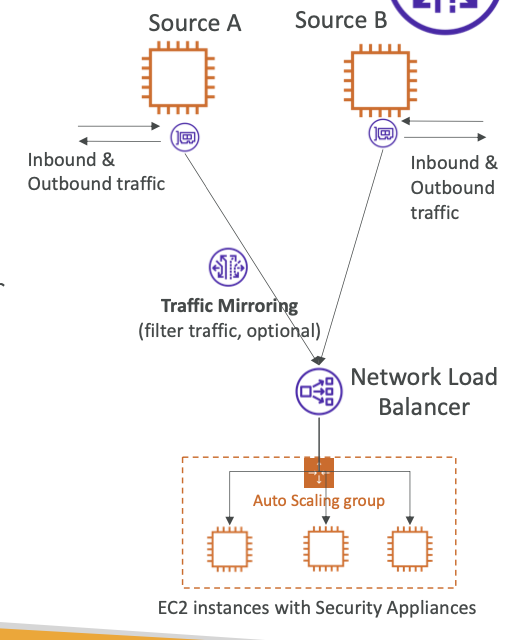 Source A
Source B
Inbound &
Outbound traffic
Inbound &
Outbound
traffic
Traffic Mirroring
(filter traffic, optional)
Network Load
Balancer
Auto Scaling group
EC2 instances with Security Appliances